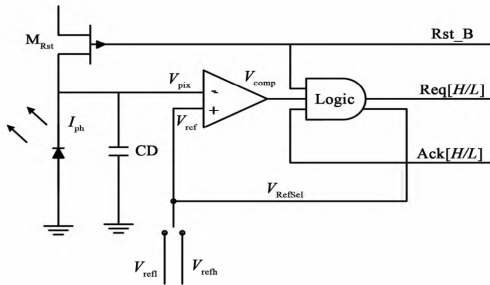 M_Rst
Rst_B
V_pix
V_comp
-
+
Logic
Req[H/L]
I_ph
V_ref
CD
Ack[H/L]
V_RefSel
V_refl
V_refh